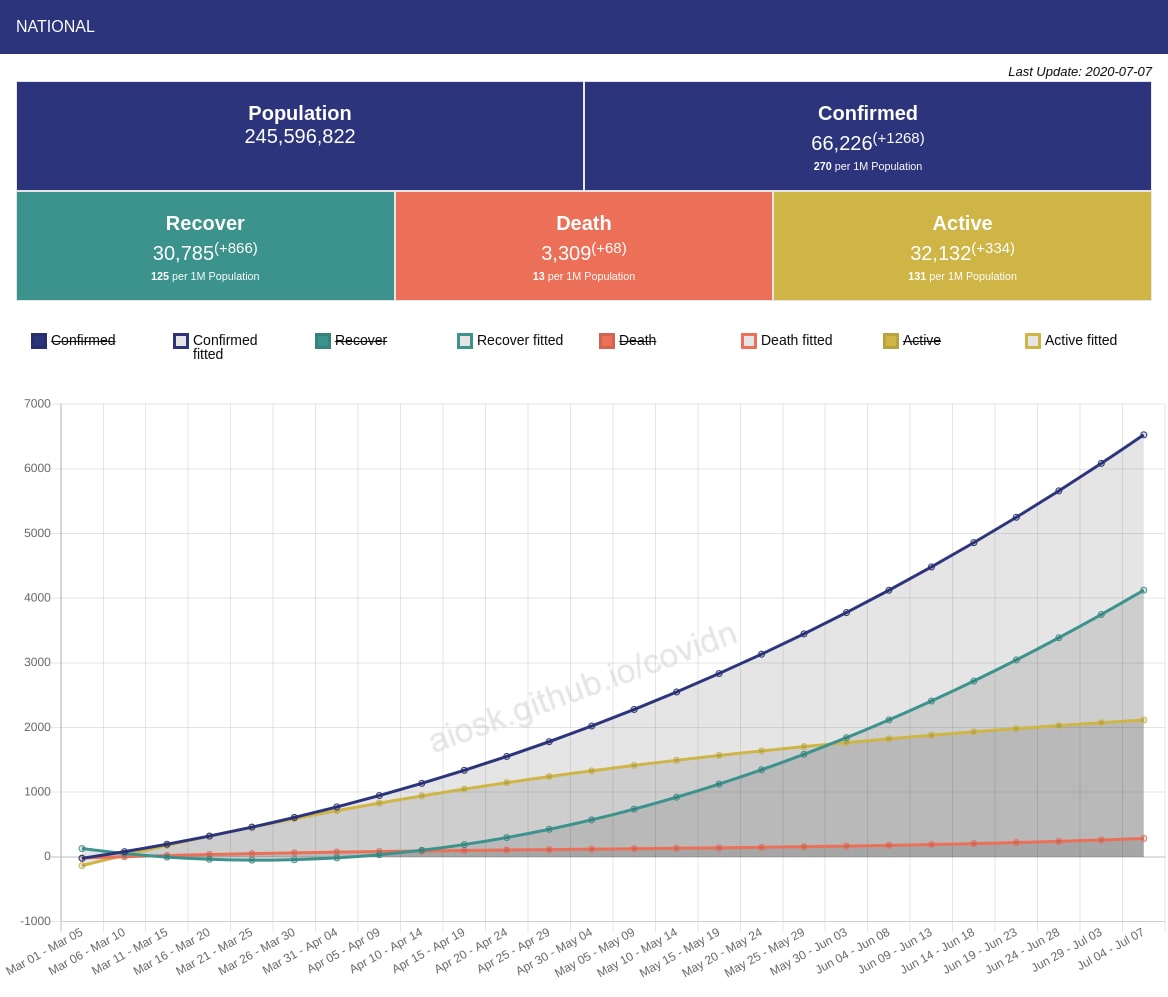 NATIONAL
Last Update: 2020-07-07
Population
245,596,822
Confirmed
66,226(+1268)
270 per 1M Population
Recover
30,785(+866)
125 per 1M Population
Death
3,309(+68)
13 per 1M Population
Active
32,132(+334)
131 per 1M Population
Confirmed
Confirmed
fitted
Recover
Recover fitted
Death
Death fitted
Active
Active fitted
7000
6000
5000
4000
3000
2000
1000
0
-1000
aiosk.github.io/covidn
Mar 01 - Mar 05
Mar 06 - Mar 10
Mar 11 - Mar 15
Mar 16 - Mar 20
Mar 21 - Mar 25
Mar 26 - Mar 30
Mar 31 - Apr 04
Apr 05 - Apr 09
Apr 10 - Apr 14
Apr 15 - Apr 19
Apr 20 - Apr 24
Apr 25 - Apr 29
Apr 30 - May 04
May 05 - May 09
May 10 - May 14
May 15 - May 19
May 20 - May 24
May 25 - May 29
May 30 - Jun 03
Jun 04 - Jun 08
Jun 09 - Jun 13
Jun 14 - Jun 18
Jun 19 - Jun 23
Jun 24 - Jun 28
Jun 29 - Jul 03
Jul 04 - Jul 07